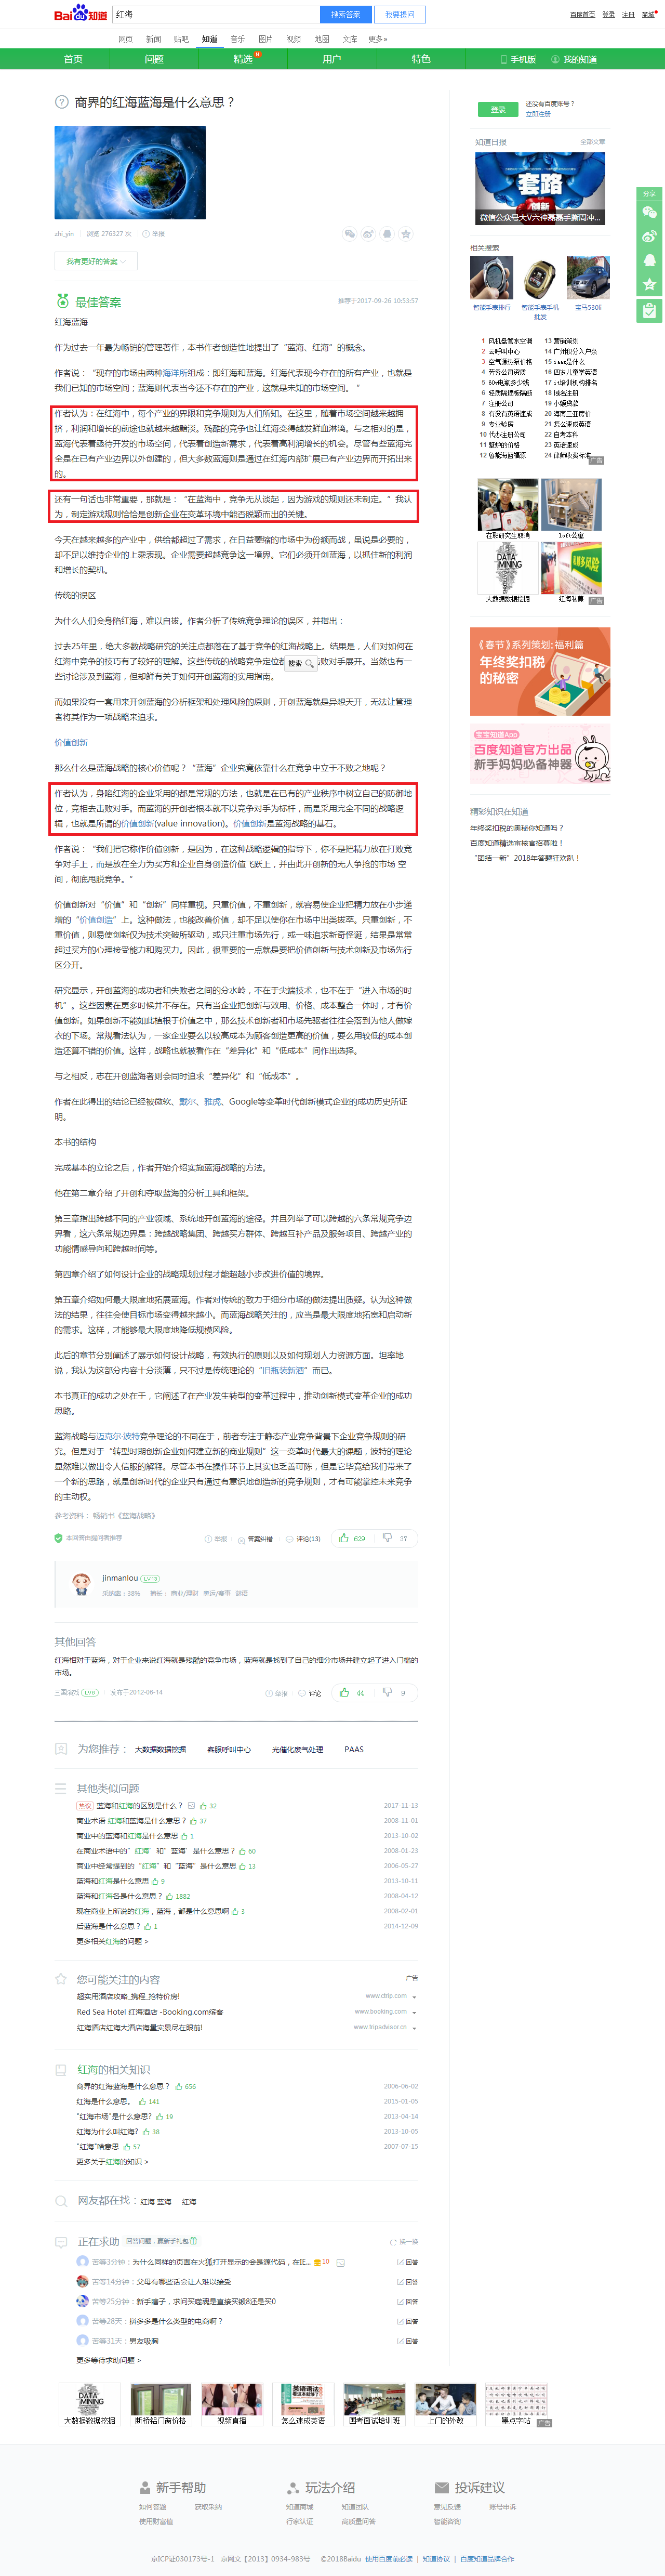 Bai知道
红海
搜索答案
我要提问
百度首页 登录 注册 商城
网页 新闻 贴吧 知道 音乐 图片 视频 地图 文库 更多»
首页 问题 精选 用户 特色 手机版 我的知道
商界的红海蓝海是什么意思？
zhi_yin 浏览 276327 次 举报
我有更好的答案
最佳答案
推荐于2017-09-26 10:53:57
红海蓝海
作为过去一年最为畅销的管理著作，本书作者创造性地提出了“蓝海、红海”的概念。
作者说：“现存的市场由两种海洋所组成：即红海和蓝海。红海代表现今存在的所有产业，也就是
我们已知的市场空间；蓝海则代表当今还不存在的产业，这就是未知的市场空间。”
作者认为：在红海中，每个产业的界限和竞争规则为人们所知。在这里，随着市场空间越来越拥
挤，利润和增长的前途也就越来越黯淡。残酷的竞争也让红海变得越发鲜血淋漓。与之相对的是，
蓝海代表着亟待开发的市场空间，代表着创造新需求，代表着高利润增长的机会。尽管有些蓝海完
全是在已有产业边界以外创建的，但大多数蓝海则是通过在红海内部扩展已有产业边界而开拓出来
的。
还有一句话也非常重要，那就是：“在蓝海中，竞争无从谈起，因为游戏的规则还未制定。”我认
为，制定游戏规则恰恰是创新企业在变革环境中能否脱颖而出的关键。
今天在越来越多的产业中，供给都超过了需求，在日益萎缩的市场中为份额而战，虽说是必要的，
却不足以维持企业的上乘表现。企业需要超越竞争这一境界。它们必须开创蓝海，以抓住新的利润
和增长的契机。
传统的误区
为什么人们会身陷红海，难以自拔。作者分析了传统竞争理论的误区，并指出：
过去25年里，绝大多数战略研究的关注点都落在了基于竞争的红海战略上。结果是，人们对如何在
红海中竞争的技巧有了较好的理解。这些传统的战略竞争定位都 搜索 败对手展开。当然也有一
些讨论涉及到蓝海，但却鲜有关于如何开创蓝海的实用指南。
而如果没有一套用来开创蓝海的分析框架和处理风险的原则，开创蓝海就是异想天开，无法让管理
者将其作为一项战略来追求。
价值创新
那么什么是蓝海战略的核心价值呢？“蓝海”企业究竟依靠什么在竞争中立于不败之地呢？
作者认为，身陷红海的企业采用的都是常规的方法，也就是在已有的产业秩序中树立自己的防御地
位，竞相去击败对手。而蓝海的开创者根本就不以竞争对手为标杆，而是采用完全不同的战略逻
辑，也就是所谓的价值创新(value innovation)。价值创新是蓝海战略的基石。
作者说：“我们把它称作价值创新，是因为，在这种战略逻辑的指导下，你不是把精力放在打败竞
争对手上，而是放在全力为买方和企业自身创造价值飞跃上，并由此开创新的无人争抢的市场 空
间，彻底甩脱竞争。”
价值创新对“价值”和“创新”同样重视。只重价值，不重创新，就容易使企业把精力放在小步递
增的“价值创造”上。这种做法，也能改善价值，却不足以使你在市场中出类拔萃。只重创新，不
重价值，则易使创新仅为技术突破所驱动，或只注重市场先行，或一味追求新奇怪诞，结果是常常
超过买方的心理接受能力和购买力。因此，很重要的一点就是要把价值创新与技术创新及市场先行
区分开。
研究显示，开创蓝海的成功者和失败者之间的分水岭，不在于尖端技术，也不在于“进入市场的时
机”。这些因素在更多时候并不存在。只有当企业把创新与效用、价格、成本整合一体时，才有价
值创新。如果创新不能如此植根于价值之中，那么技术创新者和市场先驱者往往会落到为他人做嫁
衣的下场。常规看法认为，一家企业要么以较高成本为顾客创造更高的价值，要么用较低的成本创
造还算不错的价值。这样，战略也就被看作在“差异化”和“低成本”间作出选择。
与之相反，志在开创蓝海者则会同时追求“差异化”和“低成本”。
作者在此得出的结论已经被微软、戴尔、雅虎、Google等变革时代创新模式企业的成功历史所证
明。
本书的结构
完成基本的立论之后，作者开始介绍实施蓝海战略的方法。
他在第二章介绍了开创和夺取蓝海的分析工具和框架。
第三章指出跨越不同的产业领域、系统地开创蓝海的途径。并且列举了可以跨越的六条常规竞争边
界看，这六条常规边界是：跨越战略集团、跨越买方群体、跨越互补产品及服务项目、跨越产业的
功能情感导向和跨越时间等。
第四章介绍了如何设计企业的战略规划过程才能超越小步改进价值的境界。
第五章介绍如何最大限度地拓展蓝海。作者对传统的致力于细分市场的做法提出质疑。认为这种做
法的结果，往往会使目标市场变得越来越小。而蓝海战略关注的，应当是最大限度地拓宽和启动新
的需求。这样，才能够最大限度地降低规模风险。
此后的章节分别阐述了展示如何设计战略，有效执行的原则以及如何规划人力资源方面。坦率地
说，我认为这部分内容十分淡薄，只不过是传统理论的“旧瓶装新酒”而已。
本书真正的成功之处在于，它阐述了在产业发生转型的变革过程中，推动创新模式变革企业的成功
思路。
蓝海战略与迈克尔·波特竞争理论的不同在于，前者专注于静态产业竞争背景下企业竞争规则的研
究。但是对于“转型时期创新企业如何建立新的商业规则”这一变革时代最大的课题，波特的理论
显然难以做出令人信服的解释。尽管本书在操作环节上其实也乏善可陈，但是它毕竟给我们带来了
一个新的思路，就是创新时代的企业只有通过有意识地创造新的竞争规则，才有可能掌控未来竞争
的主动权。
参考资料： 畅销书《蓝海战略》
本回答由提问者推荐
举报 答案纠错 评论(13) 629 37
jinmaniou LV.13
采纳率：38% 擅长： 商业/理财 奥运/赛事 谜语
其他回答
红海相对于蓝海，对于企业来说红海就是残酷的竞争市场，蓝海就是找到了自己的细分市场并建立起了进入门槛的
市场。
LV.6 发布于2012-06-14 举报 评论 44 9
为您推荐： 大数据数据挖掘 客服呼叫中心 光催化废气处理 PAAS
其他类似问题
热议 蓝海和红海的区别是什么？ 32 2017-11-13
商业术语 红海和蓝海是什么意思？ 37 2008-11-01
商业中的蓝海和红海是什么意思 1 2013-10-02
在商业术语中的”红海’ 和”蓝海’ 是什么意思？ 60 2008-01-23
商业中经常提到的“红海”和“蓝海”是什么意思 13 2006-05-27
蓝海和红海是什么意思 9 2013-10-11
蓝海和红海各是什么意思？ 1882 2008-04-12
现在商业上所说的红海，蓝海，都是什么意思啊 3 2008-02-01
后蓝海是什么意思？ 1 2014-12-09
更多相关红海的问题 >
您可能关注的内容 广告
超实用酒店攻略_携程_抢特价房! www.ctrip.com
Red Sea Hotel 红海酒店 -Booking.com缤客 www.booking.com
红海酒店红海大酒店海量实景尽在眼前! www.tripadvisor.cn
红海的相关知识
商界的红海蓝海是什么意思？ 656 2006-06-02
红海是什么意思。 141 2015-01-05
"红海市场"是什么意思? 19 2013-04-14
红海为什么叫红海? 38 2013-10-05
"红海"啥意思 57 2007-07-15
更多关于红海的知识 >
网友都在找： 红海 蓝海 红海
正在求助 回答问题，赢新手礼包 换一换
苦等3分钟：为什么同样的页面在火狐打开显示的会是源代码，在IE... 10 回答
苦等14分钟：父母有哪些话会让人难以接受 回答
苦等25分钟：新手瞎子，求问买噬魂是直接买锻8还是买0 回答
苦等28天：拼多多是什么类型的电商啊？ 回答
苦等31天：男友吸胸 回答
更多等待求助问题 >
大数据数据挖掘 断桥铝门窗价格 视频直播 怎么速成英语 国考面试培训班 上门的外教 墨点字帖 广告
登录
还没有百度账号？
立即注册
知道日报 全部文章
套路
创新
微信公众号大V六神磊磊手撕周冲...
相关搜索
智能手表排行 智能手表手机批发 宝马530li
1 风机盘管水空调 13 营销策划
2 云呼叫中心 14 广州积分入户条
3 空气源热泵价格 15 isas是什么
4 劳务公司资质 16 四岁儿童学英语
5 60v电瓶多少钱 17 it培训机构排名
6 轻质隔墙板隔断 18 域名注册
7 注册公司 19 小额贷款
8 有没有英语速成 20 海南三亚房价
9 专业钻房 21 怎么速成英语
10 代办注册公司 22 自考本科
11 壁炉的价格 23 英语速成
12 鲁能海蓝福源 24 律师收费标准
广告
在职研究生取消 loft公寓
DATA MINING
大数据数据挖掘 红海私募
广告
《春节》系列策划: 福利篇
年终奖扣税
的秘密
宝宝知道App
百度知道官方出品
新手妈妈必备神器
精彩知识在知道
年终奖扣税的奥秘你知道吗？
百度知道精选审核官招募啦！
“团结一新”2018年答题狂欢趴！
分享
新手帮助 玩法介绍 投诉建议
如何答题 获取采纳 知道商城 知道团队 意见反馈 账号申诉
使用财富值 行家认证 高质量问答 智能咨询
京ICP证030173号-1 京网文【2013】0934-983号 ©2018Baidu 使用百度前必读 | 知道协议 | 百度知道品牌合作